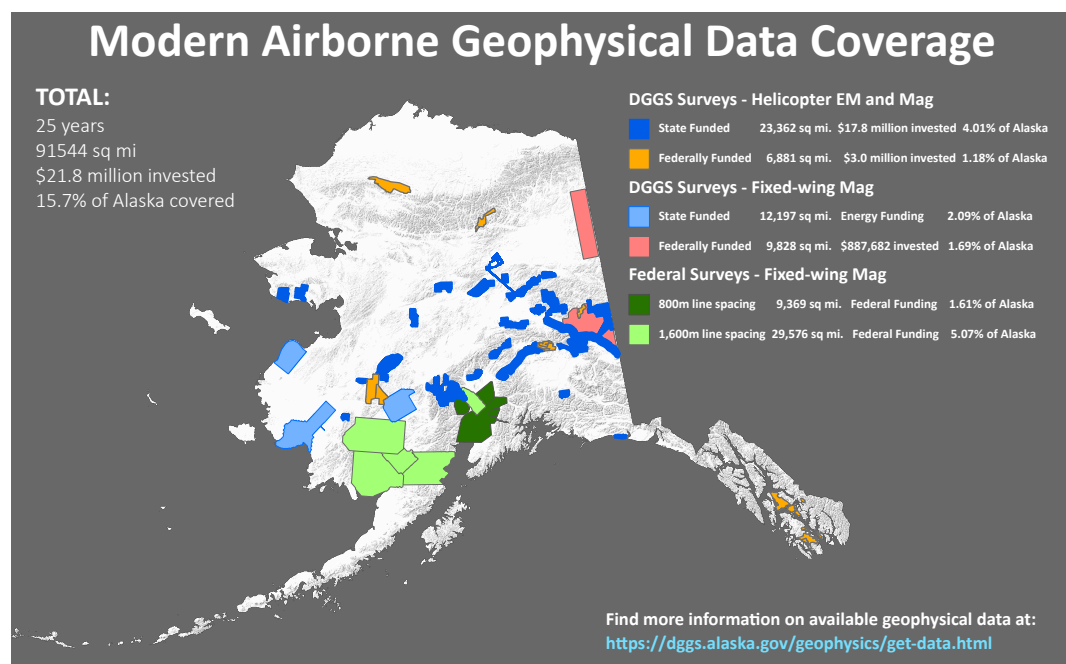 Modern Airborne Geophysical Data Coverage
TOTAL:
25 years
91544 sq mi
$21.8 million invested
15.7% of Alaska covered
DGGS Surveys - Helicopter EM and Mag
State Funded 23,362 sq mi. $17.8 million invested 4.01% of Alaska
Federally Funded 6,881 sq mi. $3.0 million invested 1.18% of Alaska
DGGS Surveys - Fixed-wing Mag
State Funded 12,197 sq mi. Energy Funding 2.09% of Alaska
Federally Funded 9,828 sq mi. $887,682 invested 1.69% of Alaska
Federal Surveys - Fixed-wing Mag
800m line spacing 9,369 sq mi. Federal Funding 1.61% of Alaska
1,600m line spacing 29,576 sq mi. Federal Funding 5.07% of Alaska
Find more information on available geophysical data at:
https://dggs.alaska.gov/geophysics/get-data.html